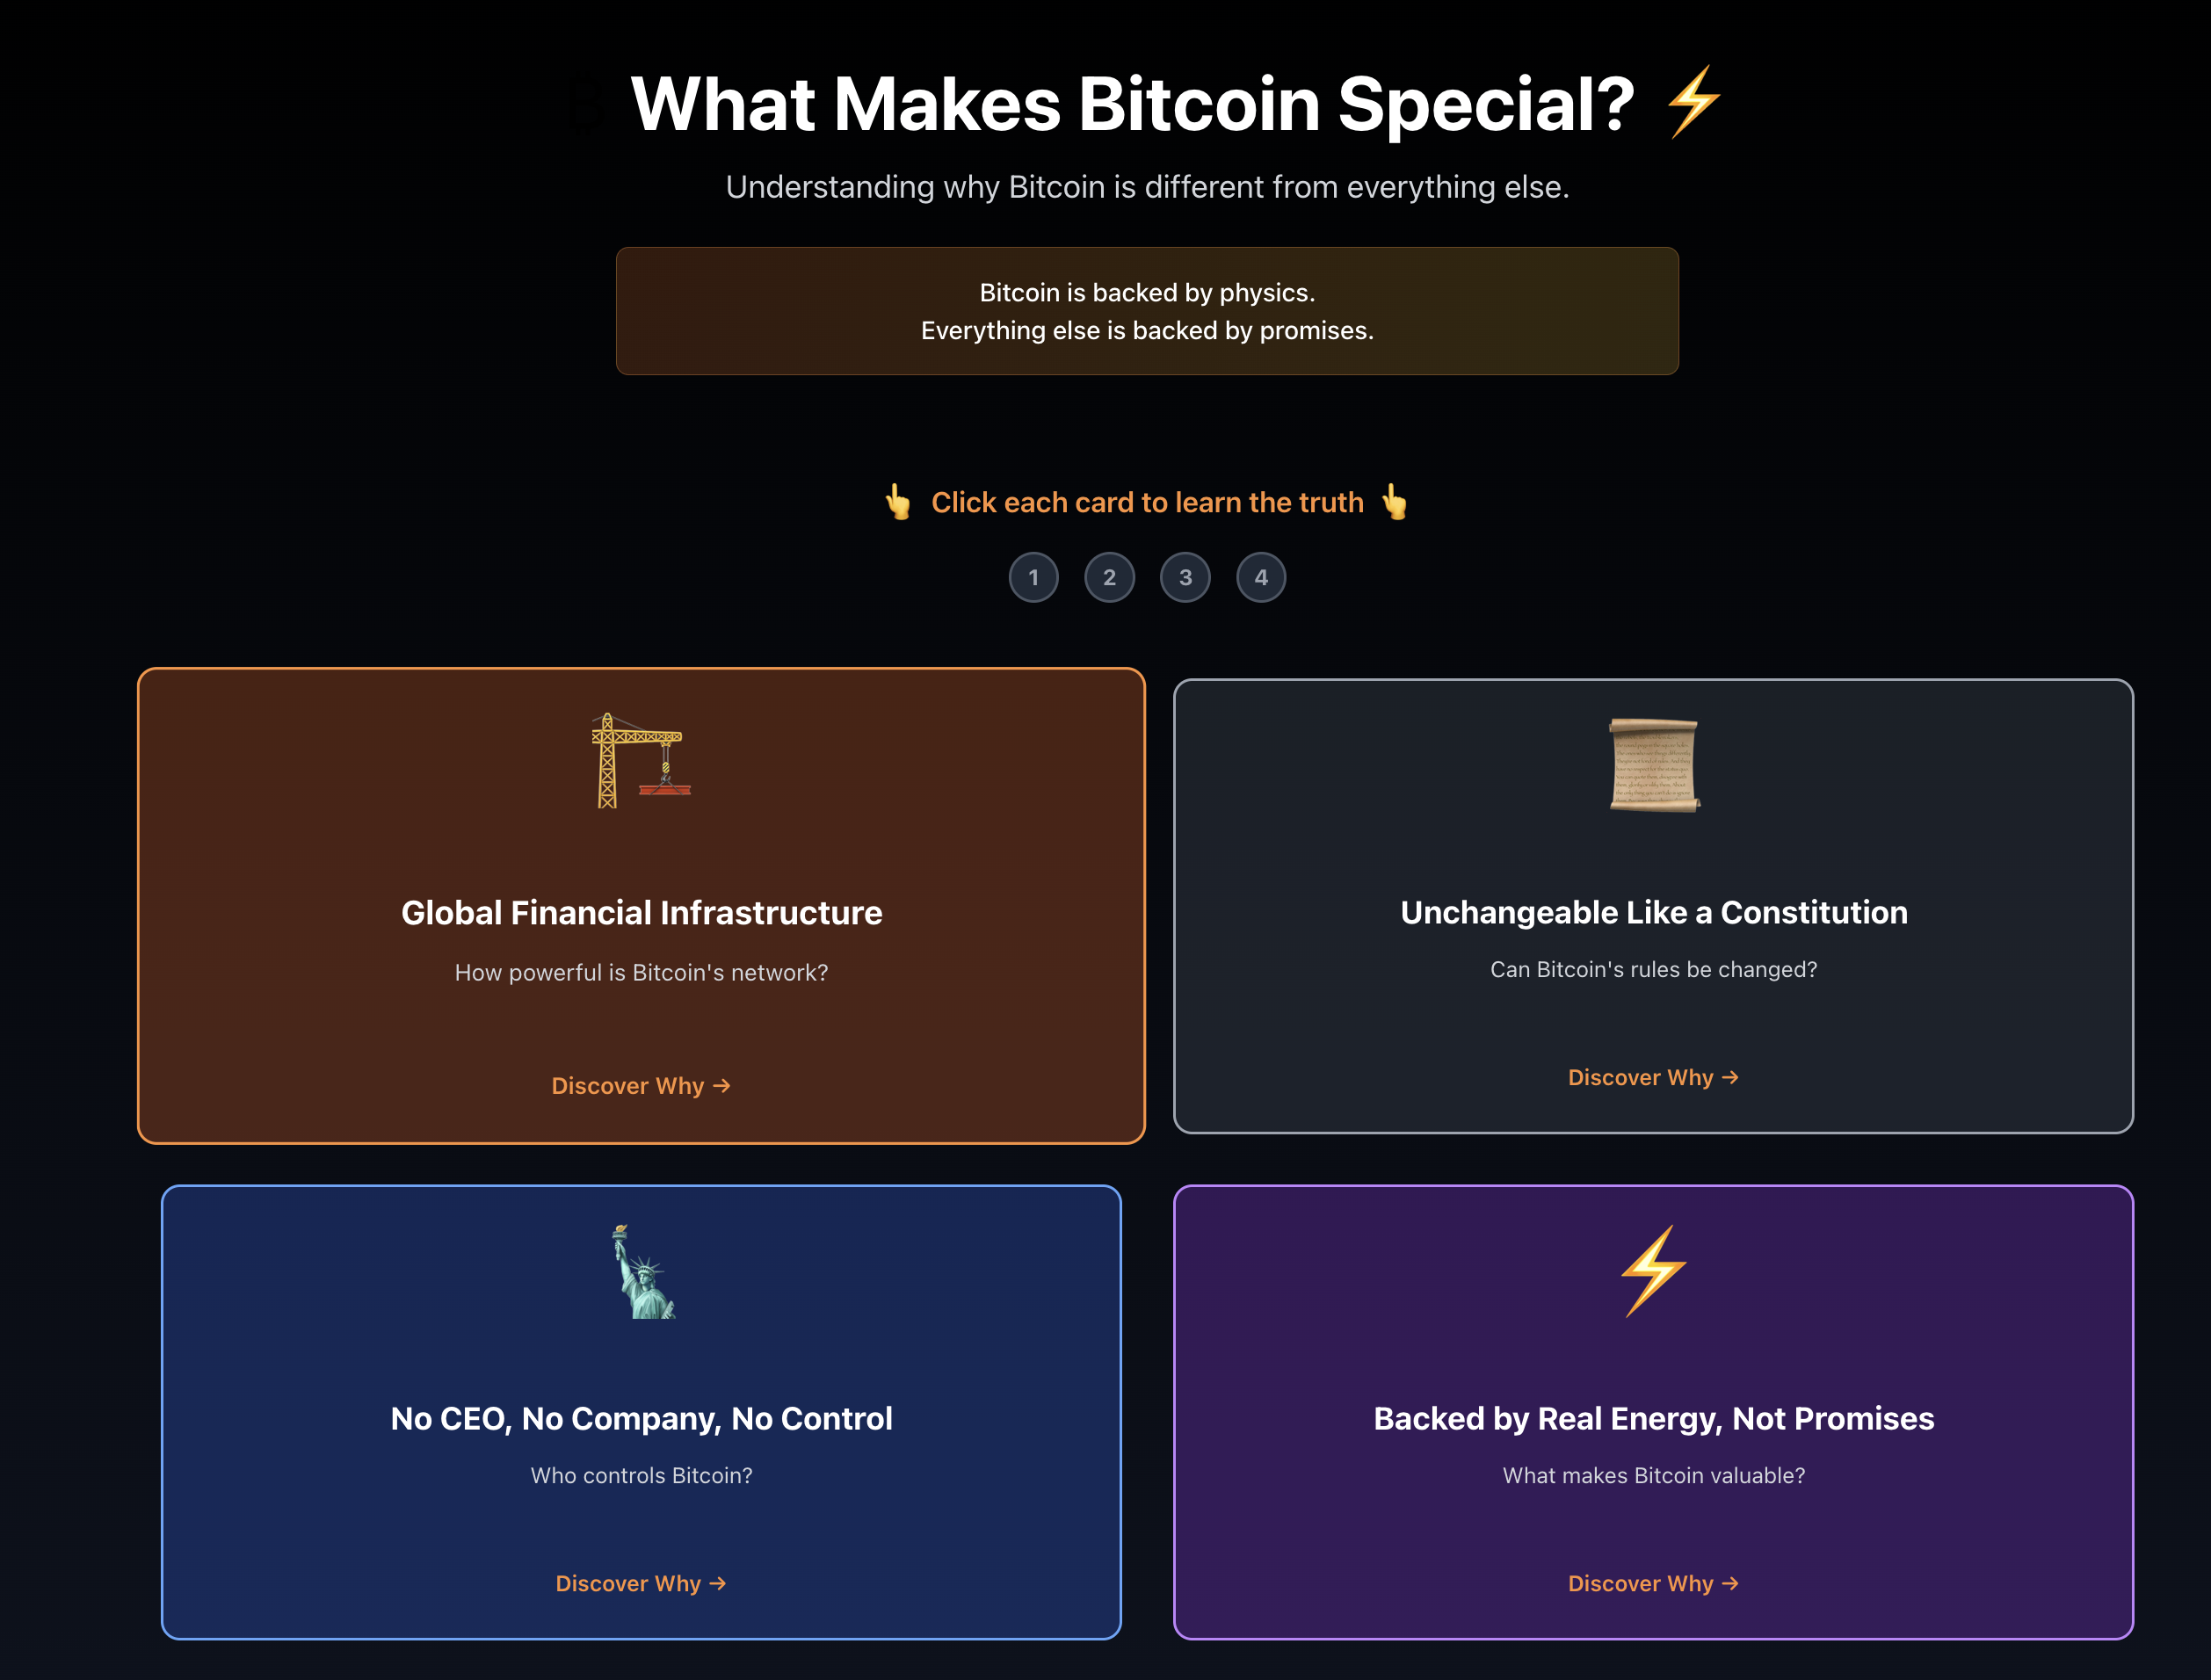 ₿ What Makes Bitcoin Special? ⚡
Understanding why Bitcoin is different from everything else.
Bitcoin is backed by physics.
Everything else is backed by promises.
👆 Click each card to learn the truth 👆
1 2 3 4
Global Financial Infrastructure
How powerful is Bitcoin's network?
Discover Why →
Unchangeable Like a Constitution
Can Bitcoin's rules be changed?
Discover Why →
No CEO, No Company, No Control
Who controls Bitcoin?
Discover Why →
Backed by Real Energy, Not Promises
What makes Bitcoin valuable?
Discover Why →